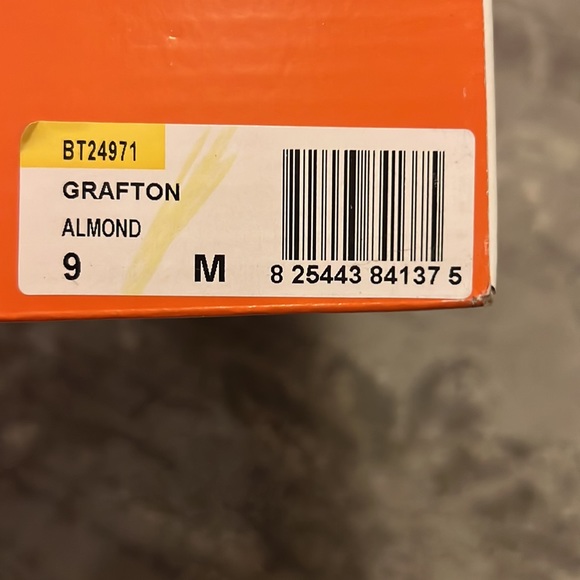 BT24971
GRAFTON
ALMOND
9 M
8 25443 84137 5